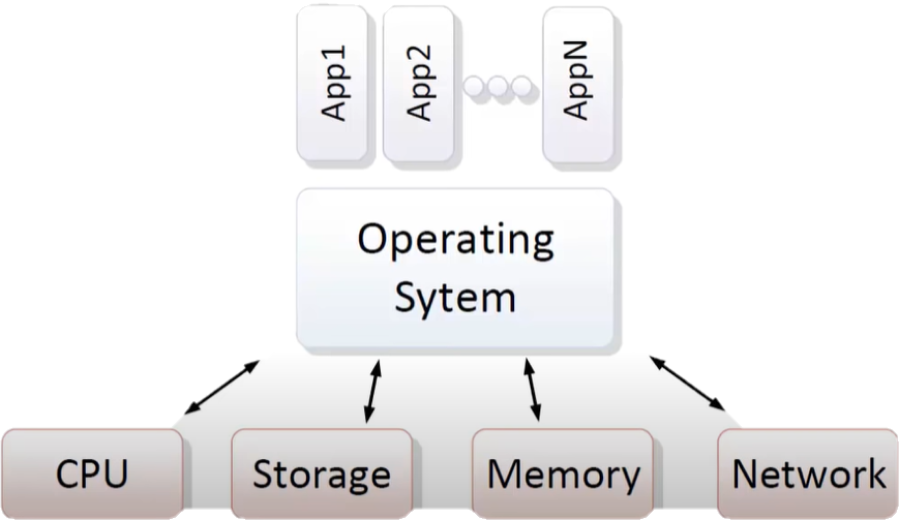 App1
App2
AppN
Operating
Sytem
CPU
Storage
Memory
Network